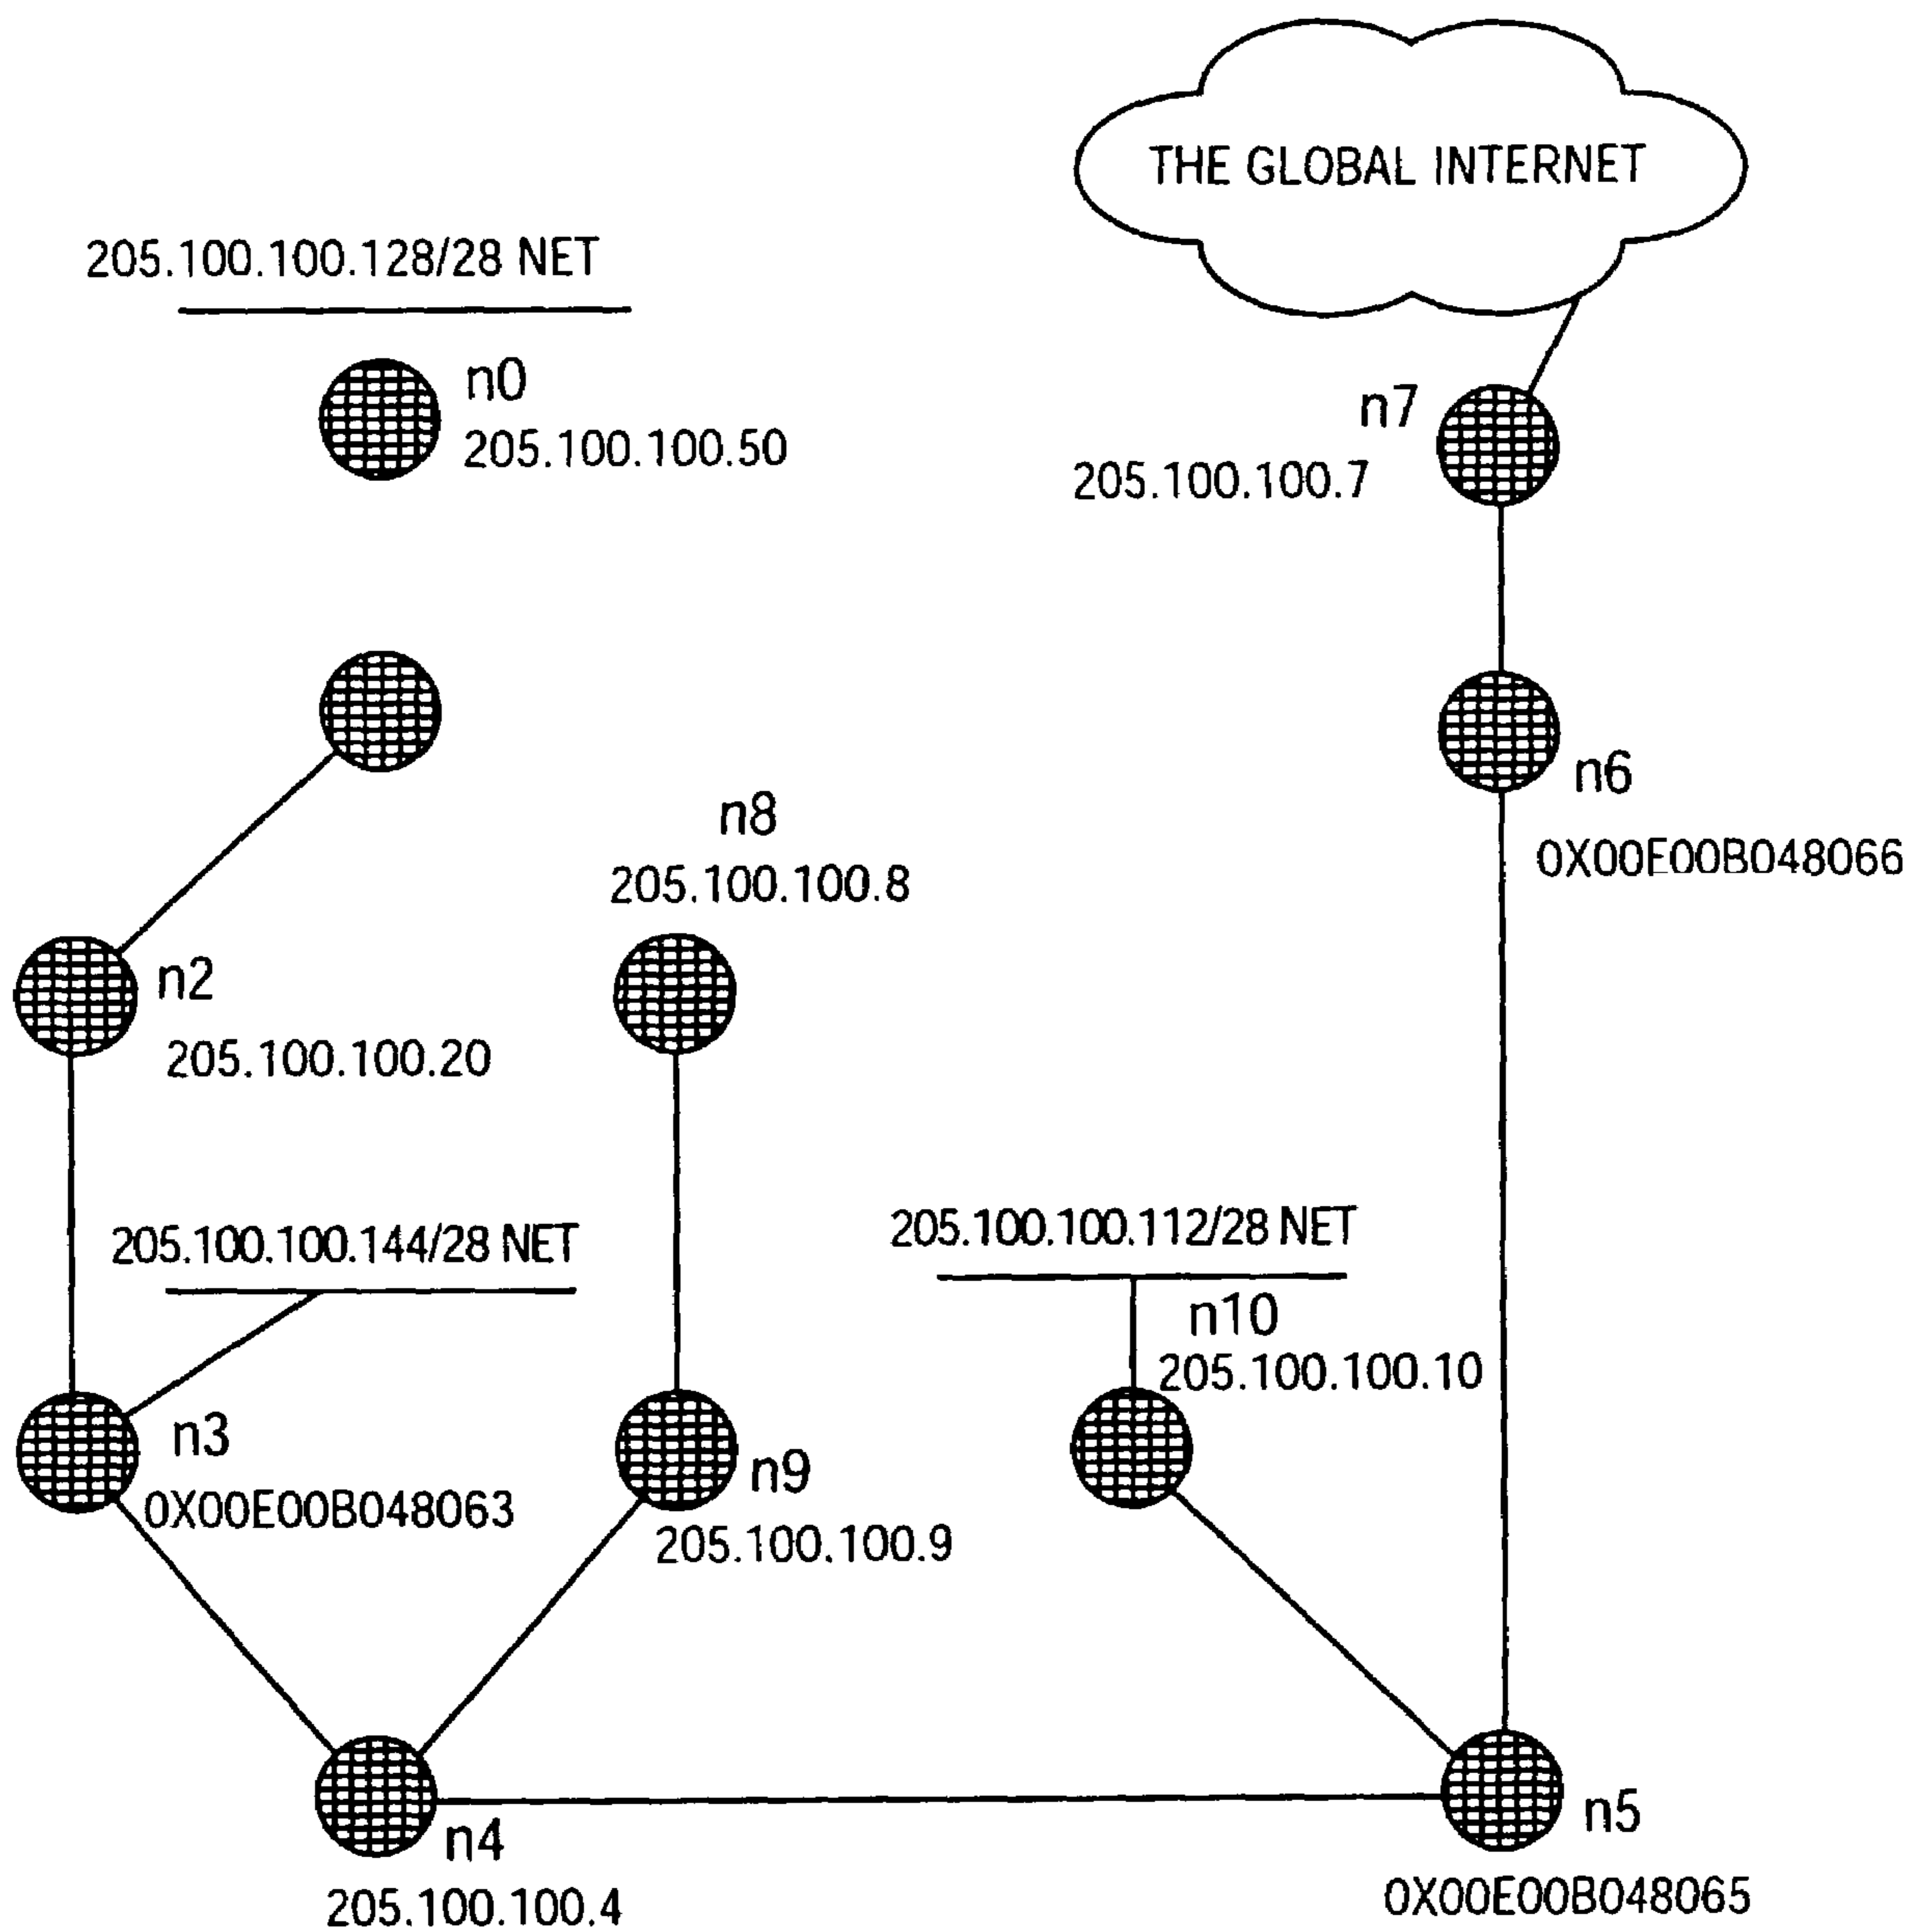 THE GLOBAL INTERNET
205.100.100.128/28 NET
n0
205.100.100.50
n7
205.100.100.7
n6
0X00E00B048066
n8
205.100.100.8
n2
205.100.100.20
205.100.100.144/28 NET
205.100.100.112/28 NET
n10
205.100.100.10
n3
0X00E00B048063
n9
205.100.100.9
n4
205.100.100.4
n5
0X00E00B048065